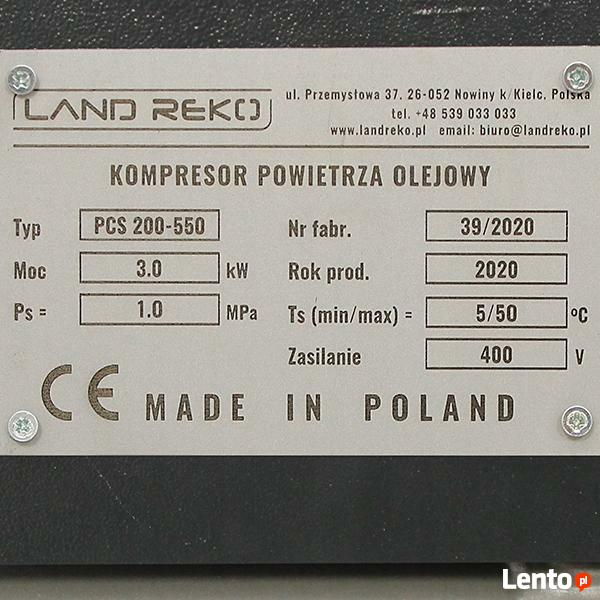 LAND REKO
ul. Przemysłowa 37, 26-052 Nowiny k/Kielc, Polska
tel. +48 539 033 033
www.landreko.pl email: biuro@landreko.pl
KOMPRESOR POWIETRZA OLEJOWY
Typ PCS 200-550 Nr fabr. 39/2020
Moc 3.0 kW Rok prod. 2020
Ps = 1.0 MPa Ts (min/max) = 5/50 ºC
Zasilanie 400 V
CE MADE IN POLAND
Lento.pl